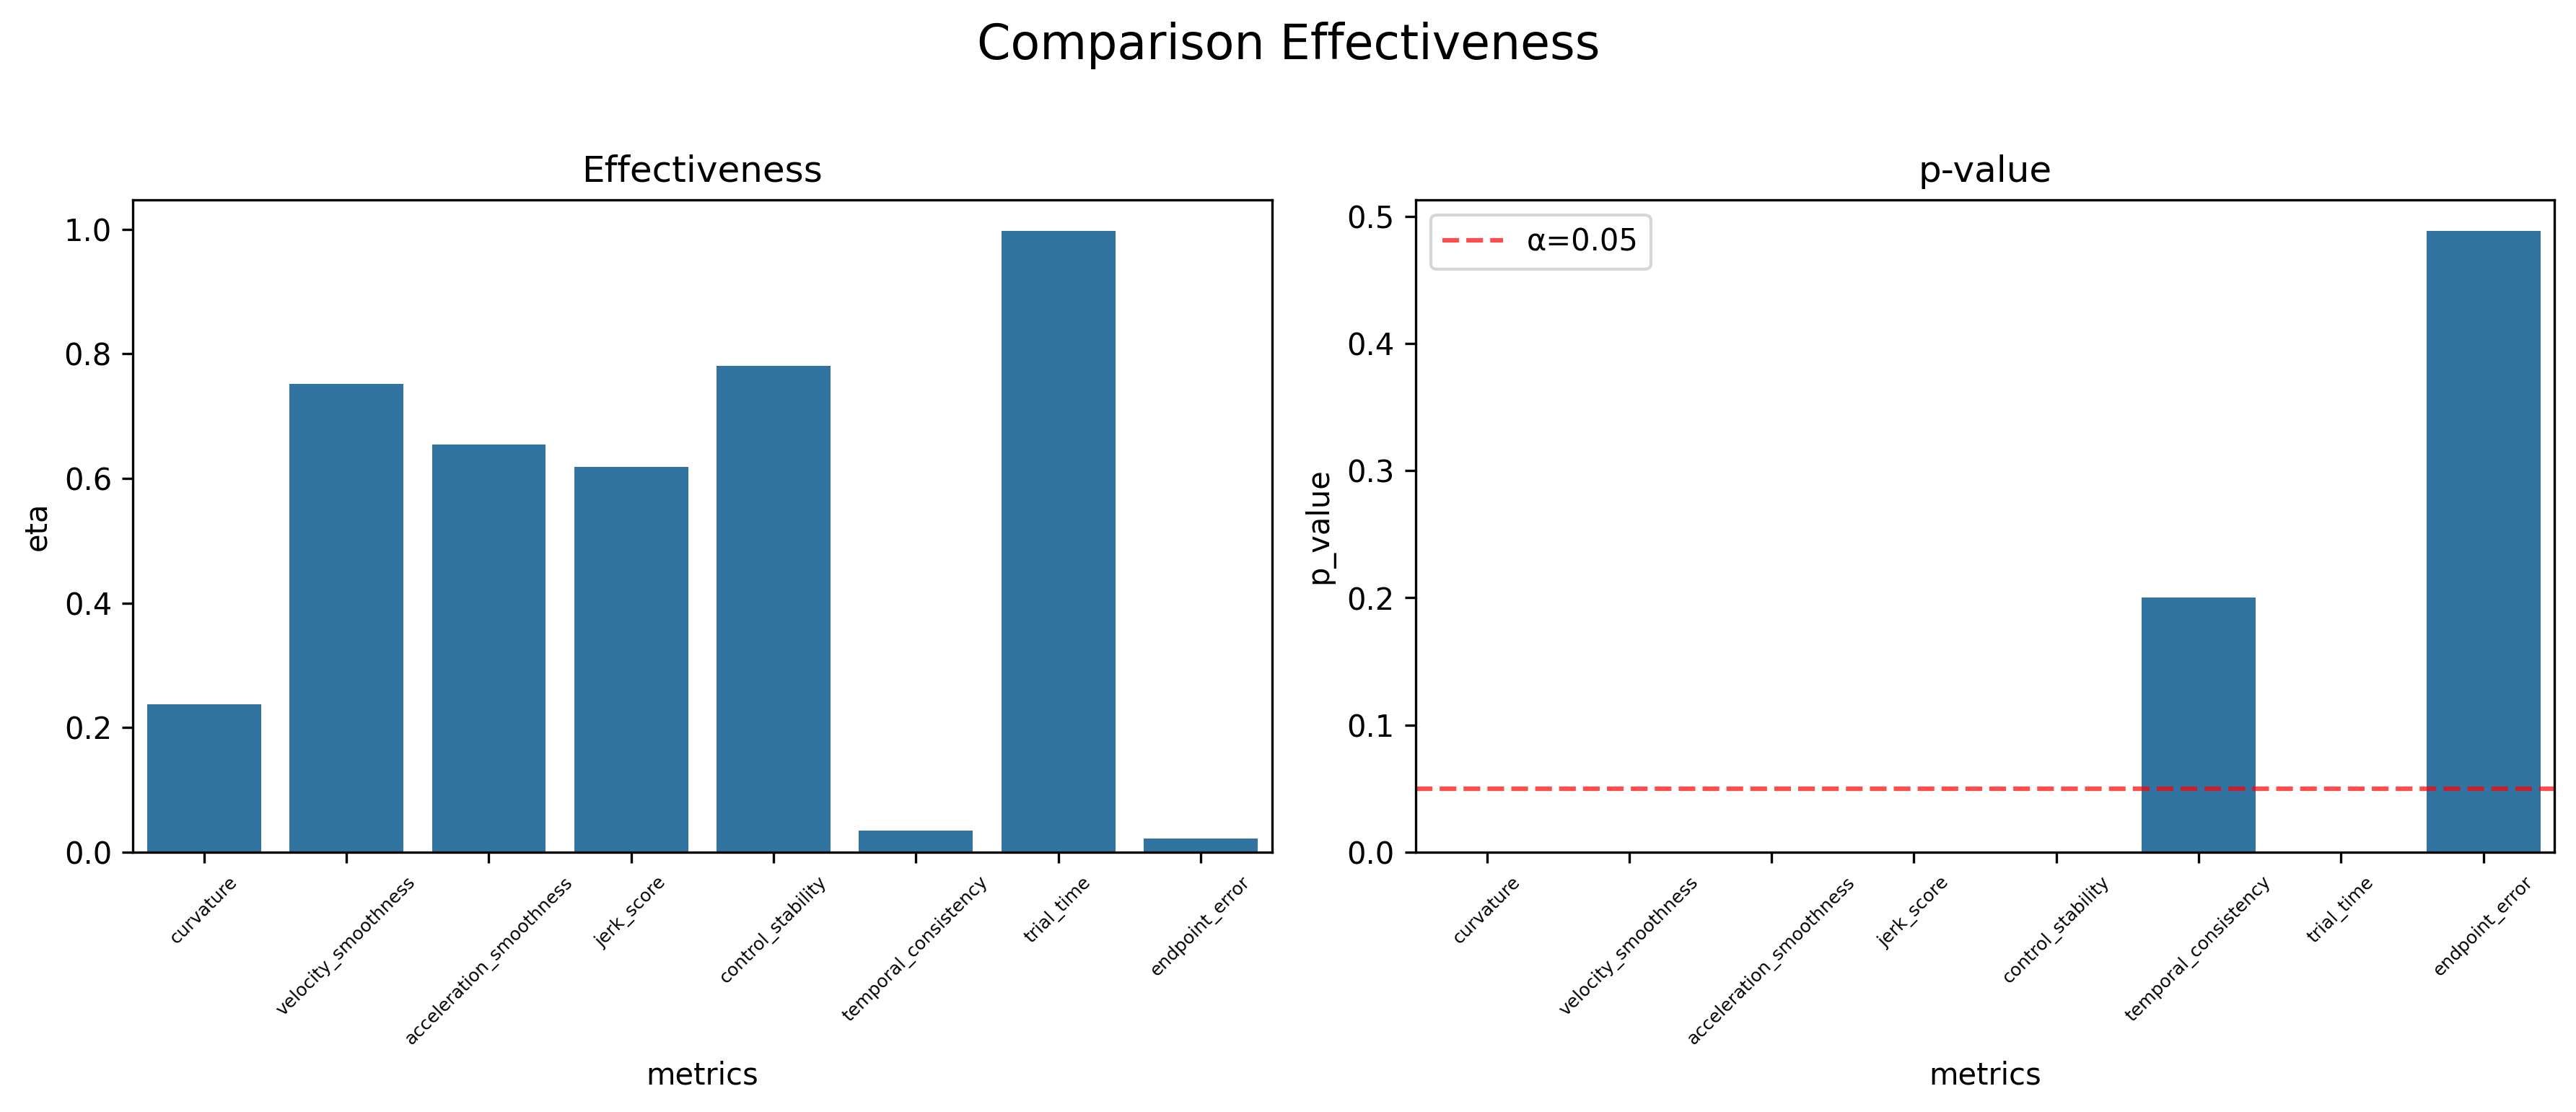 Comparison Effectiveness
Effectiveness
eta
1.0
0.8
0.6
0.4
0.2
0.0
curvature
velocity_smoothness
acceleration_smoothness
jerk_score
control_stability
temporal_consistency
trial_time
endpoint_error
metrics
p-value
α=0.05
p_value
0.5
0.4
0.3
0.2
0.1
0.0
curvature
velocity_smoothness
acceleration_smoothness
jerk_score
control_stability
temporal_consistency
trial_time
endpoint_error
metrics